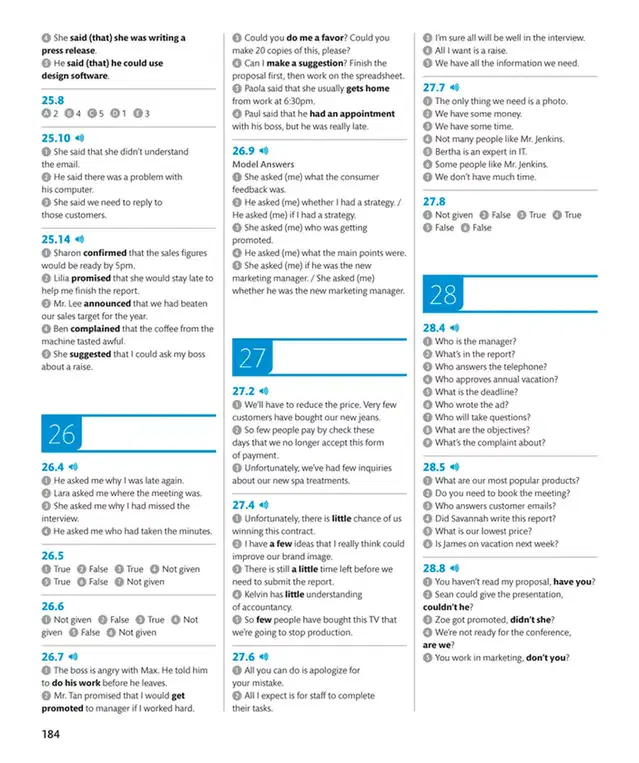 4 She said (that) she was writing a
press release.
5 He said (that) he could use
design software.
25.8
A 2 B 4 C 5 D 1 E 3
25.10
1 She said that she didn't understand
the email.
2 He said there was a problem with
his computer.
3 She said we need to reply to
those customers.
25.14
1 Sharon confirmed that the sales figures
would be ready by 5pm.
2 Lilia promised that she would stay late to
help me finish the report.
3 Mr. Lee announced that we had beaten
our sales target for the year.
4 Ben complained that the coffee from the
machine tasted awful.
5 She suggested that I could ask my boss
about a raise.
26
26.4
1 He asked me why I was late again.
2 Lara asked me where the meeting was.
3 She asked me why I had missed the
interview.
4 He asked me who had taken the minutes.
26.5
1 True 2 False 3 True 4 Not given
5 True 6 False 7 Not given
26.6
1 Not given 2 False 3 True 4 Not
given 5 False 6 Not given
26.7
1 The boss is angry with Max. He told him
to do his work before he leaves.
2 Mr. Tan promised that I would get
promoted to manager if I worked hard.
3 Could you do me a favor? Could you
make 20 copies of this, please?
4 Can I make a suggestion? Finish the
proposal first, then work on the spreadsheet.
5 Paola said that she usually gets home
from work at 6:30pm.
6 Paul said that he had an appointment
with his boss, but he was really late.
26.9
Model Answers
1 She asked (me) what the consumer
feedback was.
2 He asked (me) whether I had a strategy. /
He asked (me) if I had a strategy.
3 She asked (me) who was getting
promoted.
4 He asked (me) what the main points were.
5 She asked (me) if he was the new
marketing manager. / She asked (me)
whether he was the new marketing manager.
27
27.2
1 We'll have to reduce the price. Very few
customers have bought our new jeans.
2 So few people pay by check these
days that we no longer accept this form
of payment.
3 Unfortunately, we've had few inquiries
about our new spa treatments.
27.4
1 Unfortunately, there is little chance of us
winning this contract.
2 I have a few ideas that I really think could
improve our brand image.
3 There is still a little time left before we
need to submit the report.
4 Kelvin has little understanding
of accountancy.
5 So few people have bought this TV that
we're going to stop production.
27.6
1 All you can do is apologize for
your mistake.
2 All I expect is for staff to complete
their tasks.
3 I'm sure all will be well in the interview.
4 All I want is a raise.
5 We have all the information we need.
27.7
1 The only thing we need is a photo.
2 We have some money.
3 We have some time.
4 Not many people like Mr. Jenkins.
5 Bertha is an expert in IT.
6 Some people like Mr. Jenkins.
7 We don't have much time.
27.8
1 Not given 2 False 3 True 4 True
5 False 6 False
28
28.4
1 Who is the manager?
2 What's in the report?
3 Who answers the telephone?
4 Who approves annual vacation?
5 What is the deadline?
6 Who wrote the ad?
7 Who will take questions?
8 What are the objectives?
9 What's the complaint about?
28.5
1 What are our most popular products?
2 Do you need to book the meeting?
3 Who answers customer emails?
4 Did Savannah write this report?
5 What is our lowest price?
6 Is James on vacation next week?
28.8
1 You haven't read my proposal, have you?
2 Sean could give the presentation,
couldn't he?
3 Zoe got promoted, didn't she?
4 We're not ready for the conference,
are we?
5 You work in marketing, don't you?
184